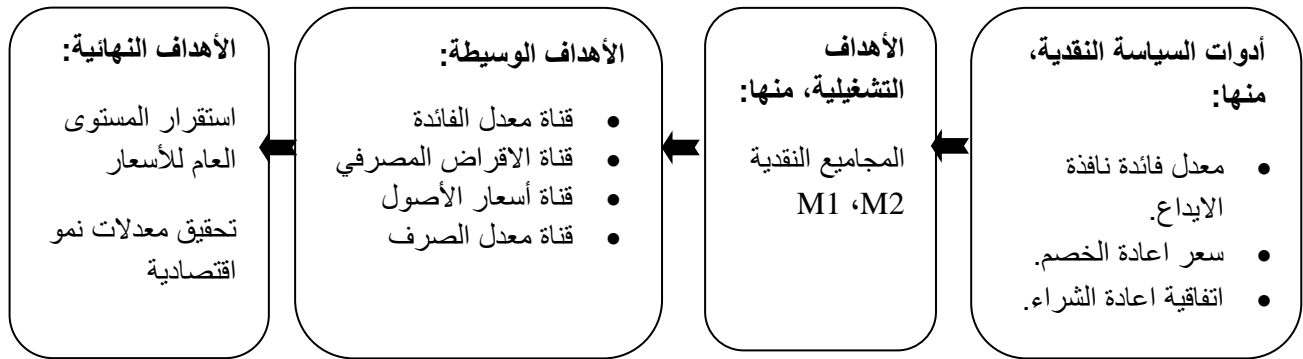 أدوات السياسة النقدية،
منها:
• معدل فائدة نافذة
الايداع.
• سعر اعادة الخصم.
• اتفاقية اعادة الشراء.
الأهداف
التشغيلية، منها:
المجاميع النقدية
M1 ،M2
الأهداف الوسيطة:
• قناة معدل الفائدة
• قناة الاقراض المصرفي
• قناة أسعار الأصول
• قناة معدل الصرف
الأهداف النهائية:
استقرار المستوى
العام للأسعار
تحقيق معدلات نمو
اقتصادية